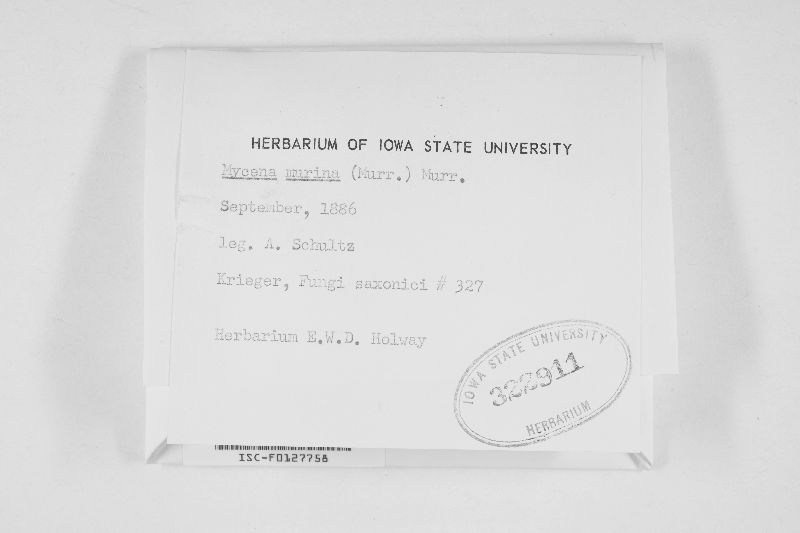 HERBARIUM OF IOWA STATE UNIVERSITY
Mycena murina (Murr.) Murr.
September, 1886
leg. A. Schultz
Krieger, Fungi saxonici # 327
Herbarium E.W.D. Holway
IOWA STATE UNIVERSITY
322911
HERBARIUM
ISC-F0127758